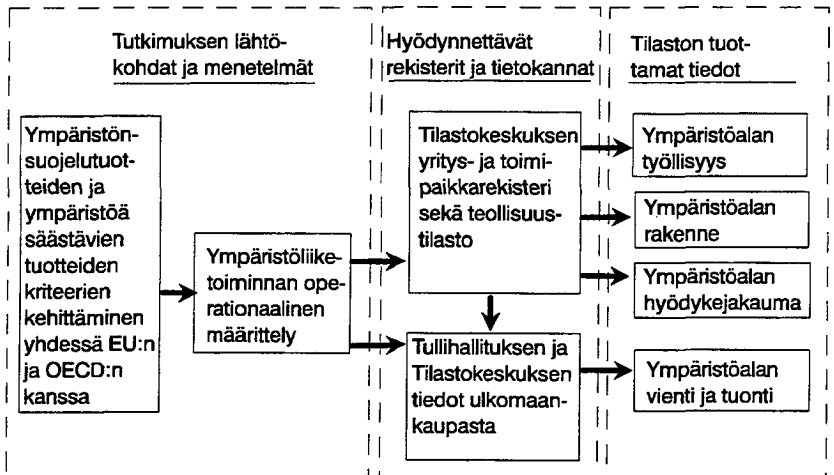 Tutkimuksen lähtö-
kohdat ja menetelmät
Ympäristön-
suojelutuot-
teiden ja
ympäristöä
säästävien
tuotteiden
kriteerien
kehittäminen
yhdessä EU:n
ja OECD:n
kanssa
Ympäristöliike-
toiminnan ope-
rationaalinen
määrittely
Hyödynnettävät
rekisterit ja tietokannat
Tilastokeskuksen
yritys- ja toimi-
paikkarekisteri
sekä teollisuus-
tilasto
Tullihallituksen ja
Tilastokeskuksen
tiedot ulkomaan-
kaupasta
Tilaston tuot-
tamat tiedot
Ympäristöalan
työllisyys
Ympäristöalan
rakenne
Ympäristöalan
hyödykejakauma
Ympäristöalan
vienti ja tuonti